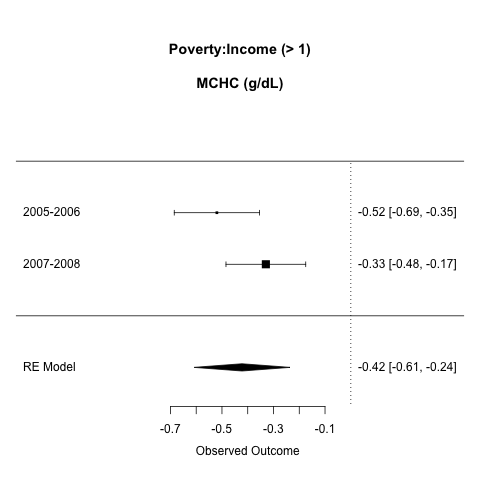 Poverty:Income (> 1)
MCHC (g/dL)
2005-2006 -0.52 [-0.69, -0.35]
2007-2008 -0.33 [-0.48, -0.17]
RE Model -0.42 [-0.61, -0.24]
-0.7 -0.5 -0.3 -0.1
Observed Outcome